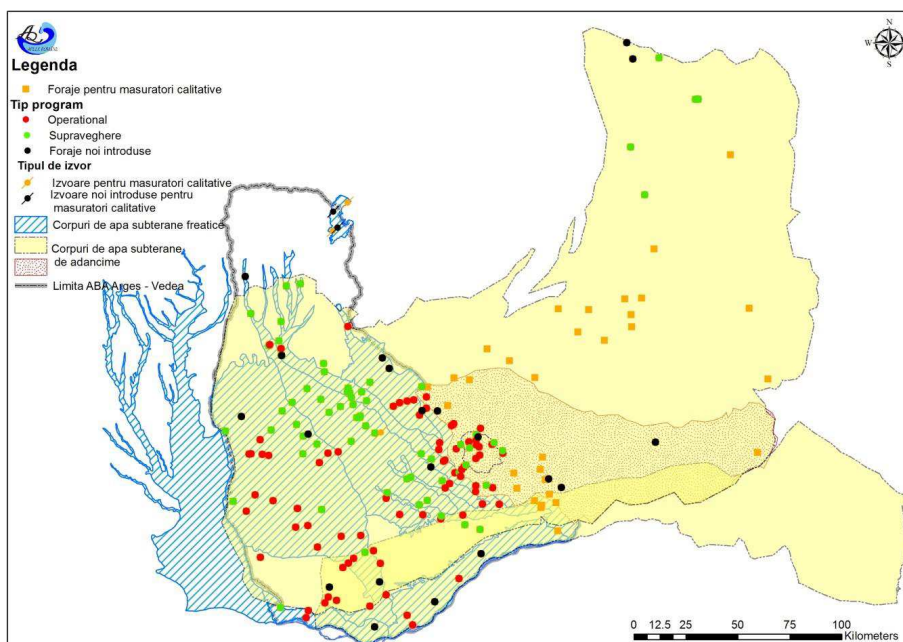 N
W
E
S
Legenda
Foraje pentru masuratori calitative
Tip program
Operational
Supraveghere
Foraje noi introduse
Tipul de izvor
Izvoare pentru masuratori calitative
Izvoare noi introduse pentru
masuratori calitative
Corpuri de apa subterane freatice
Corpuri de apa subterane
de adancime
Limita ABA Arges - Vedea
0 12.5 25 50 75 100
Kilometers